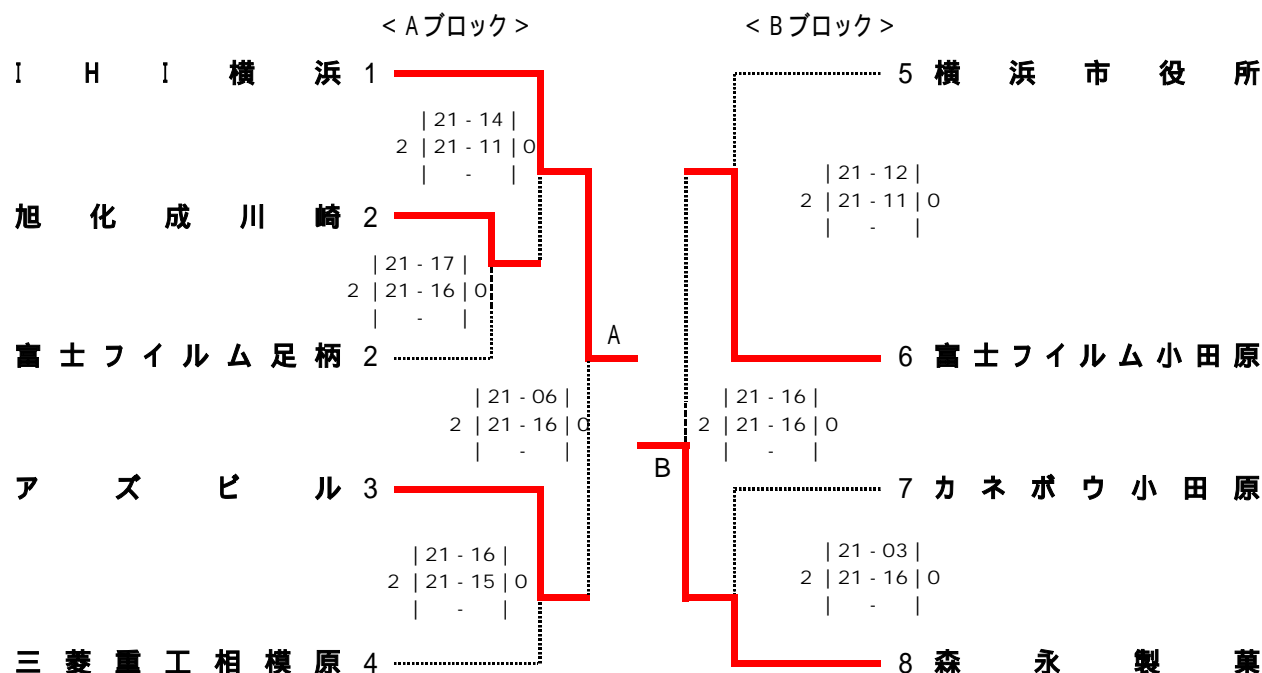 <Aブロック> <Bブロック>
IHI横浜 1 5 横浜市役所
|21-14|
2 |21-11|0
| - |
|21-12|
2 |21-11|0
| - |
旭化成川崎 2
|21-17|
2 |21-16|0
| - |
A
富士フイルム足柄 2 6 富士フイルム小田原
|21-06| |21-16|
2 |21-16|0 2 |21-16|0
| - | | - |
B
アズビル 3 7 カネボウ小田原
|21-16| |21-03|
2 |21-15|0 2 |21-16|0
| - | | - |
三菱重工相模原 4 8 森永製菓